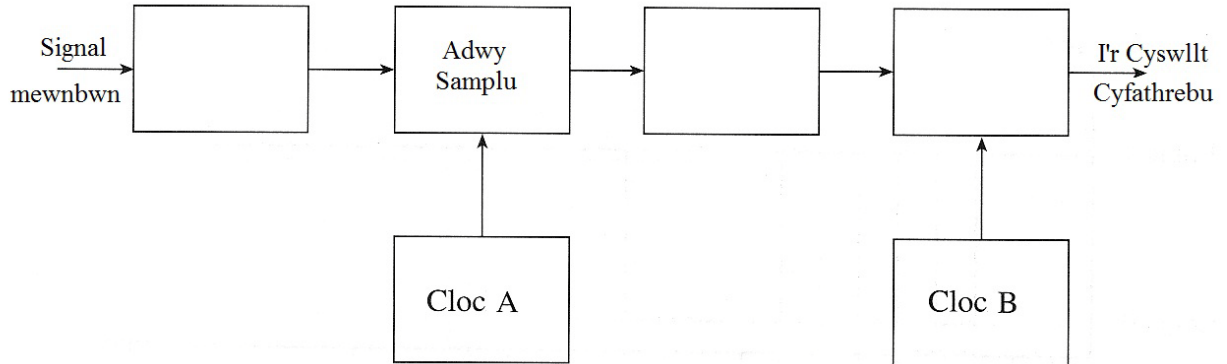 Signal
mewnbwn
Adwy
Samplu
I'r Cyswllt
Cyfathrebu
Cloc A
Cloc B